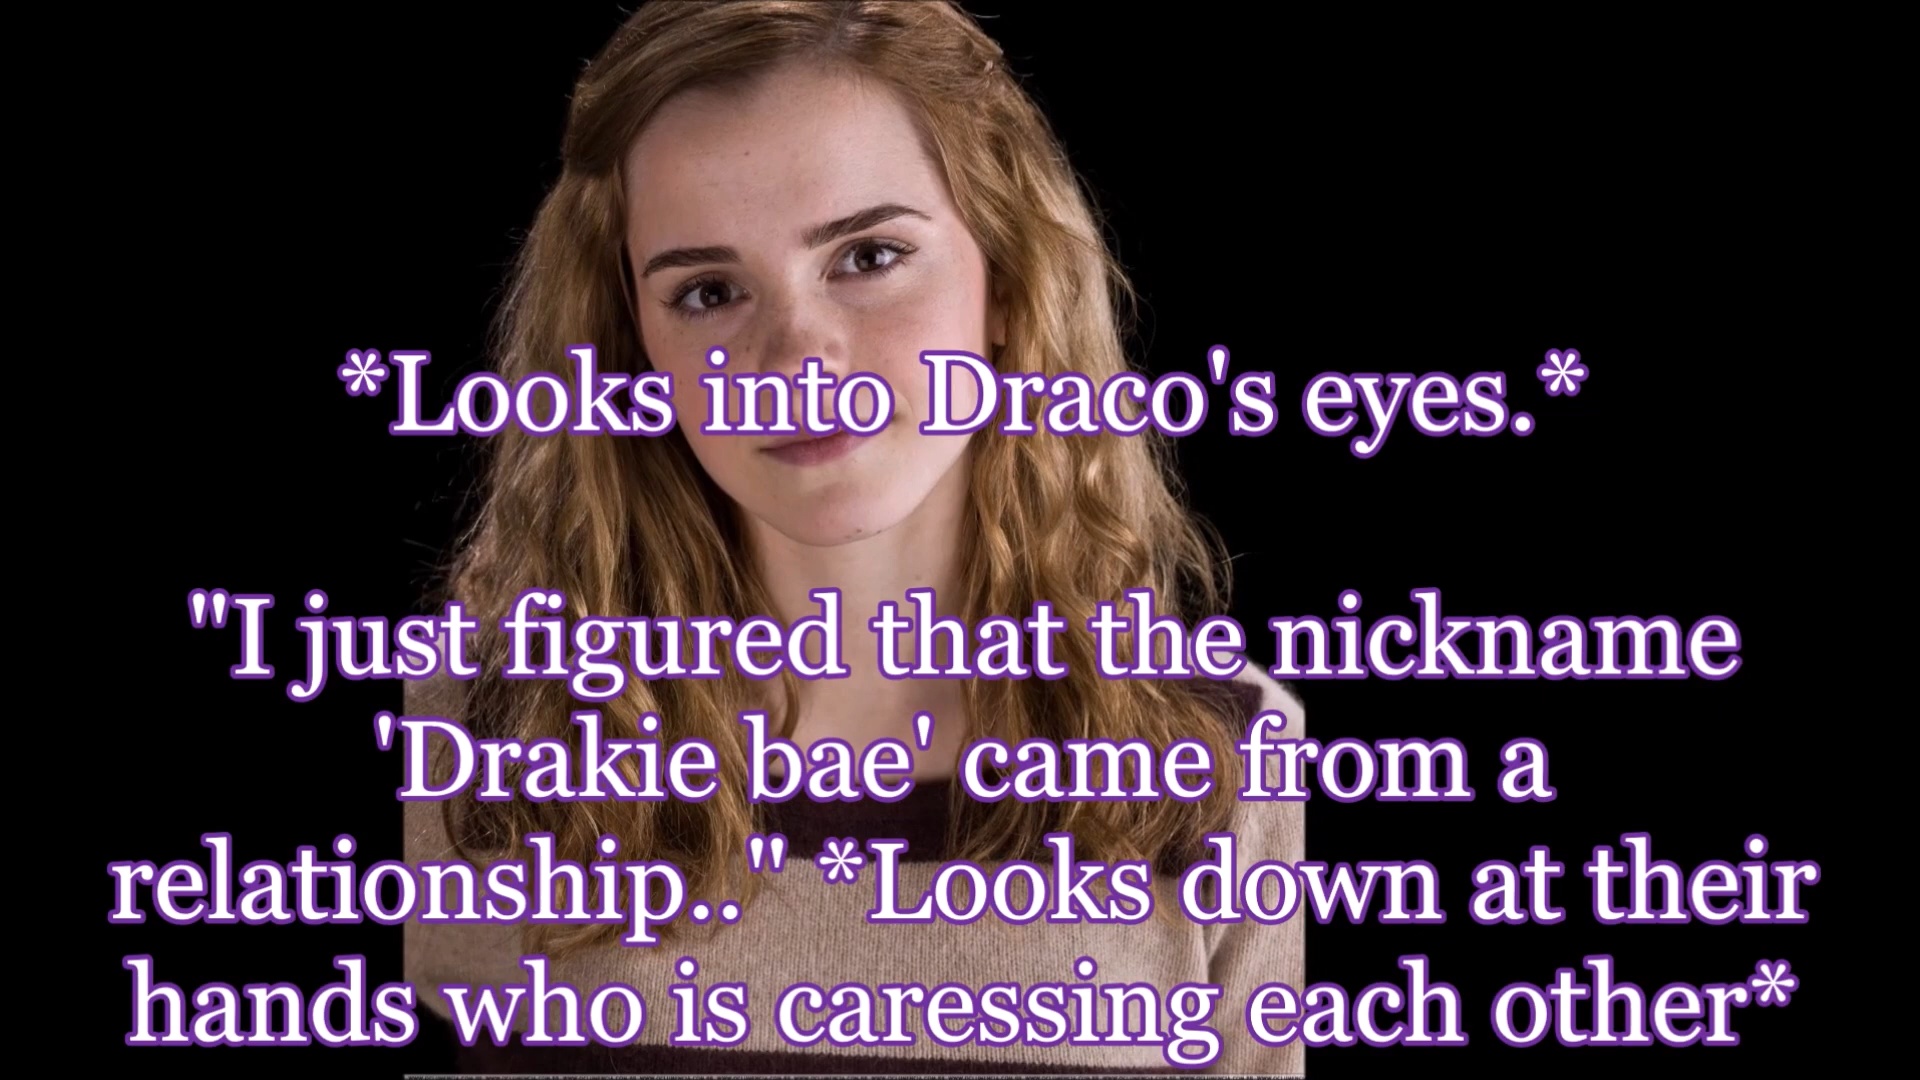 *Looks into Draco's eyes.*
"I just figured that the nickname
'Drakie bae' came from a
relationship.." *Looks down at their
hands who is caressing each other*